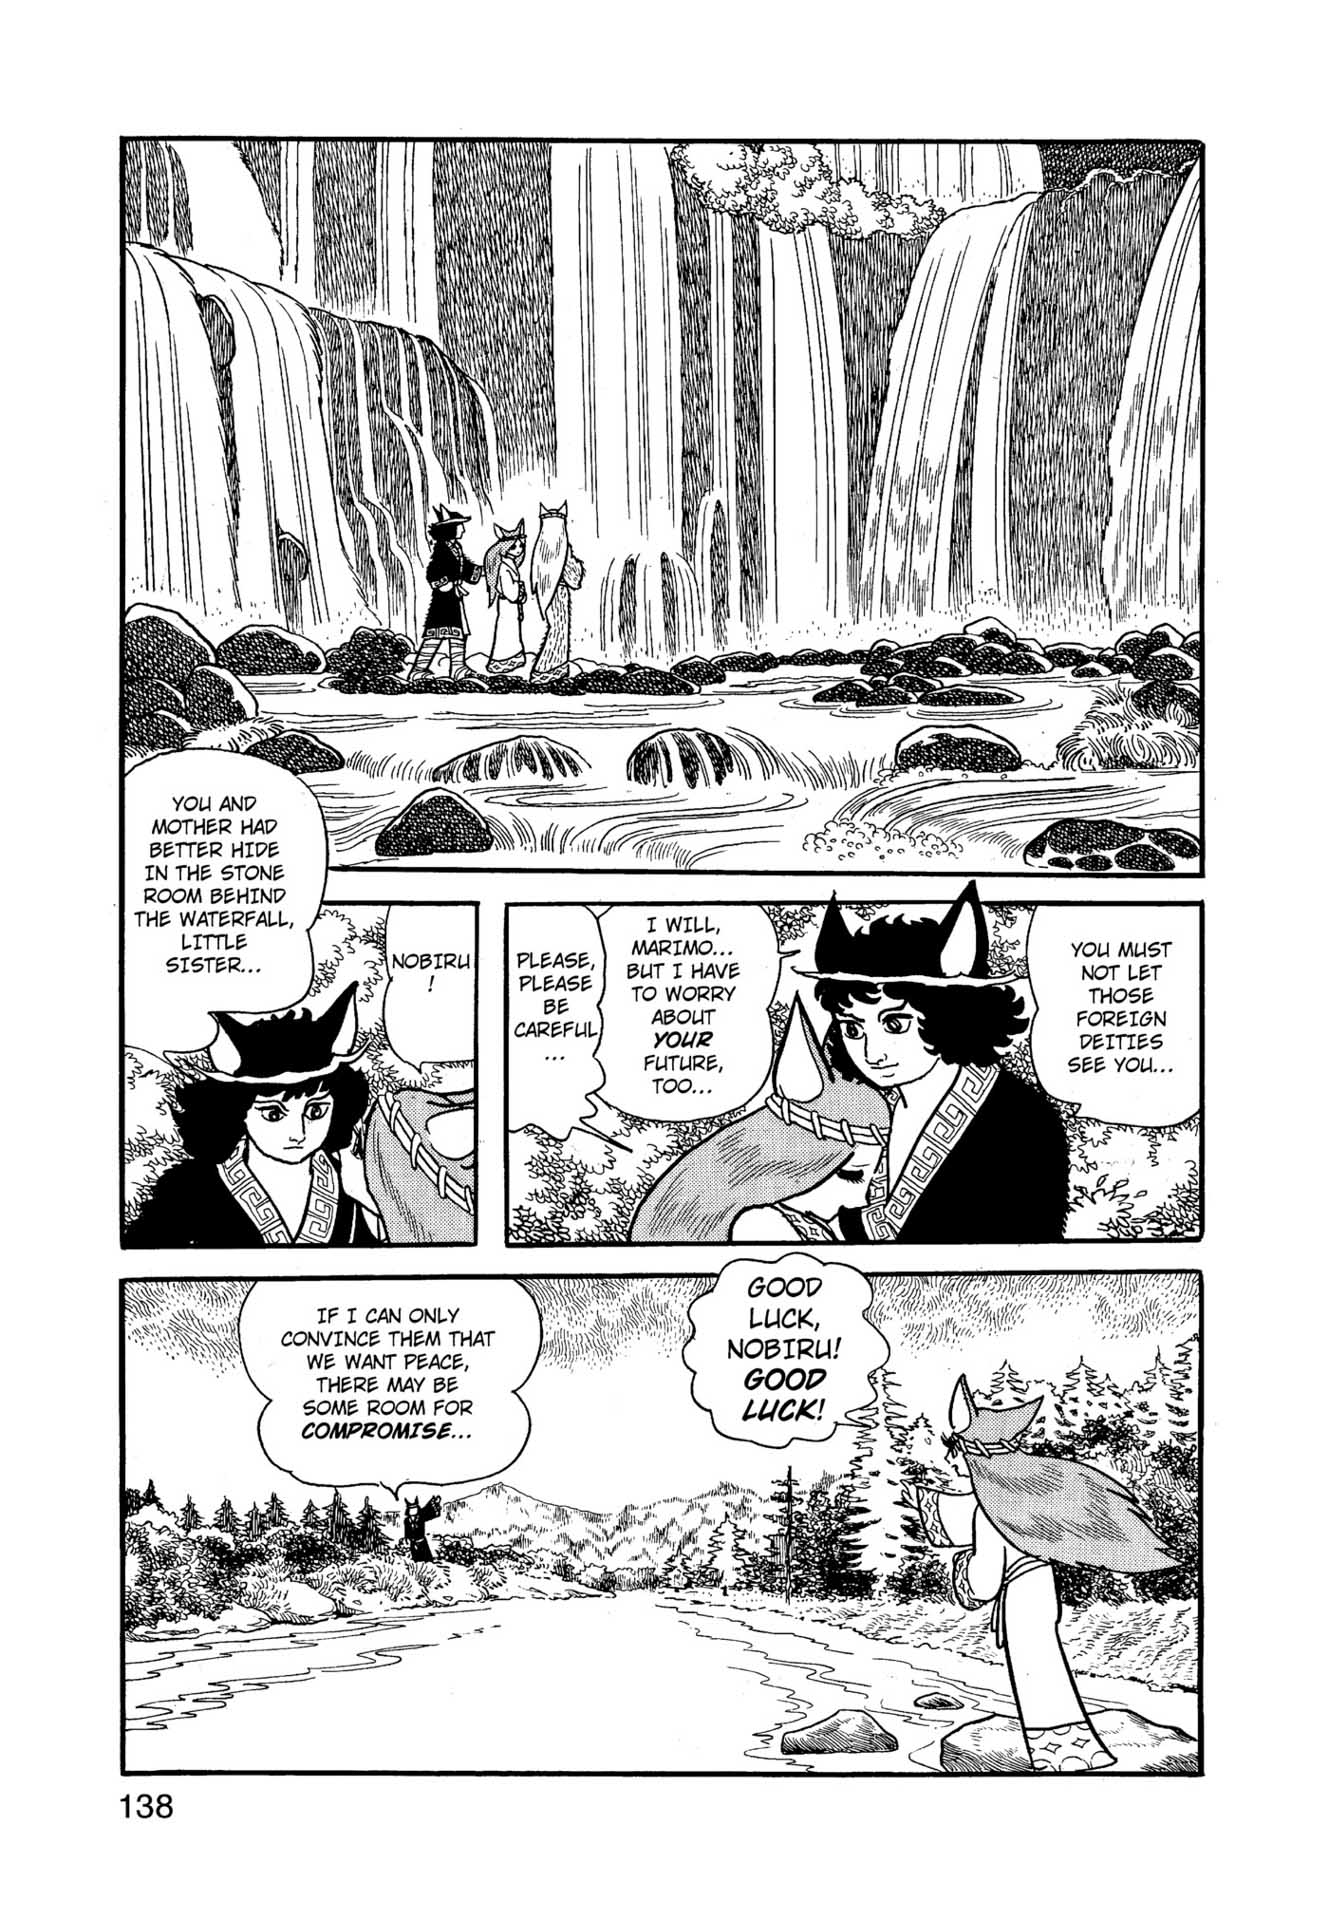 YOU AND
MOTHER HAD
BETTER HIDE
IN THE STONE
ROOM BEHIND
THE WATERFALL,
LITTLE
SISTER...
NOBIRU
!
PLEASE,
PLEASE
BE
CAREFUL
...
I WILL,
MARIMO...
BUT I HAVE
TO WORRY
ABOUT
YOUR
FUTURE,
TOO...
YOU MUST
NOT LET
THOSE
FOREIGN
DEITIES
SEE YOU...
IF I CAN ONLY
CONVINCE THEM THAT
WE WANT PEACE,
THERE MAY BE
SOME ROOM FOR
COMPROMISE...
GOOD
LUCK,
NOBIRU!
GOOD
LUCK!
138